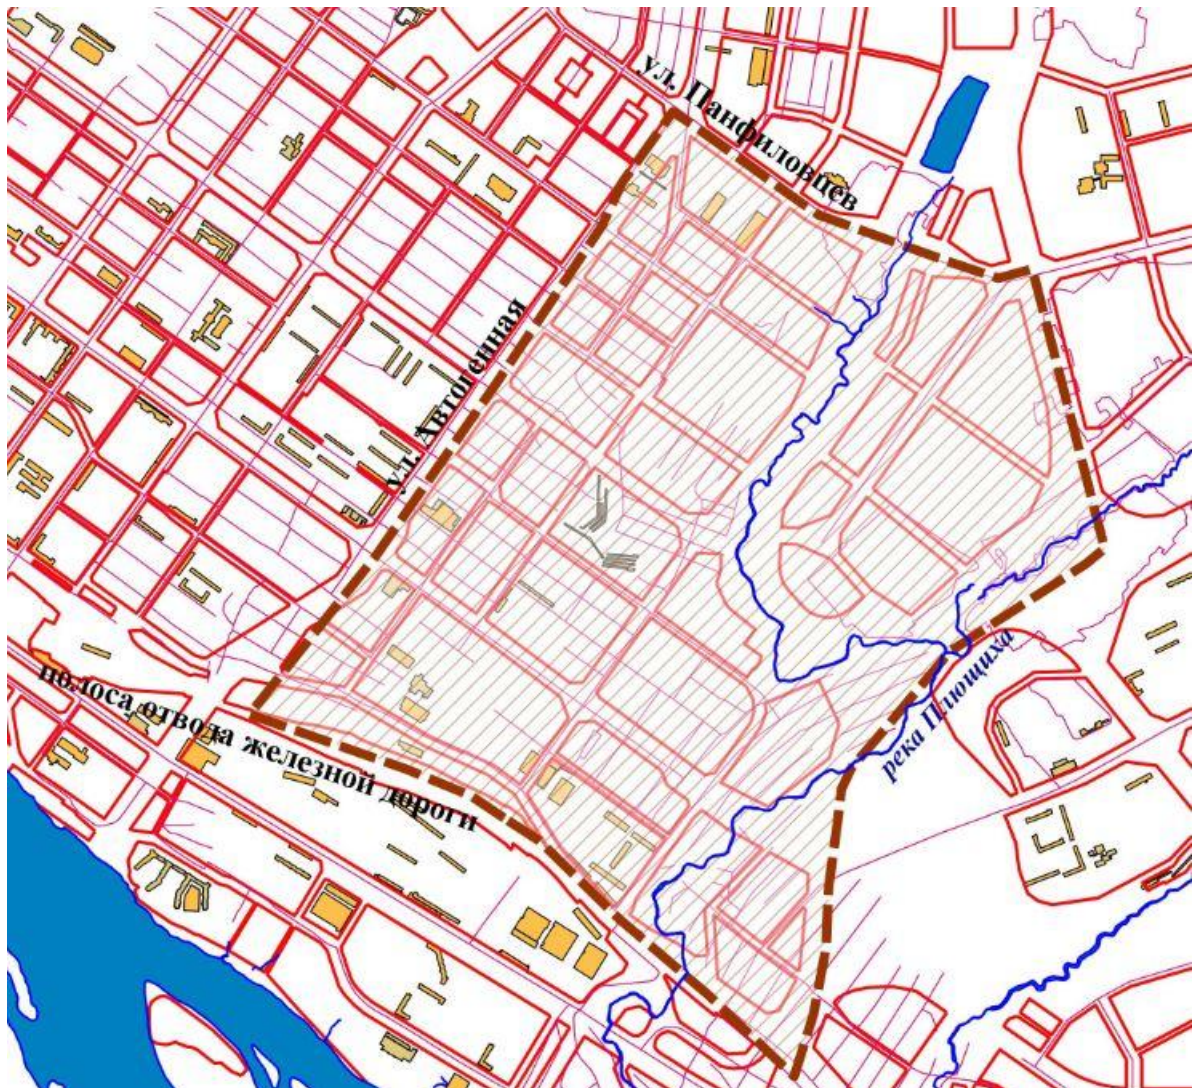 ул. Панфиловцев
ул. Автогенная
река Плющиха
полоса отвода железной дороги